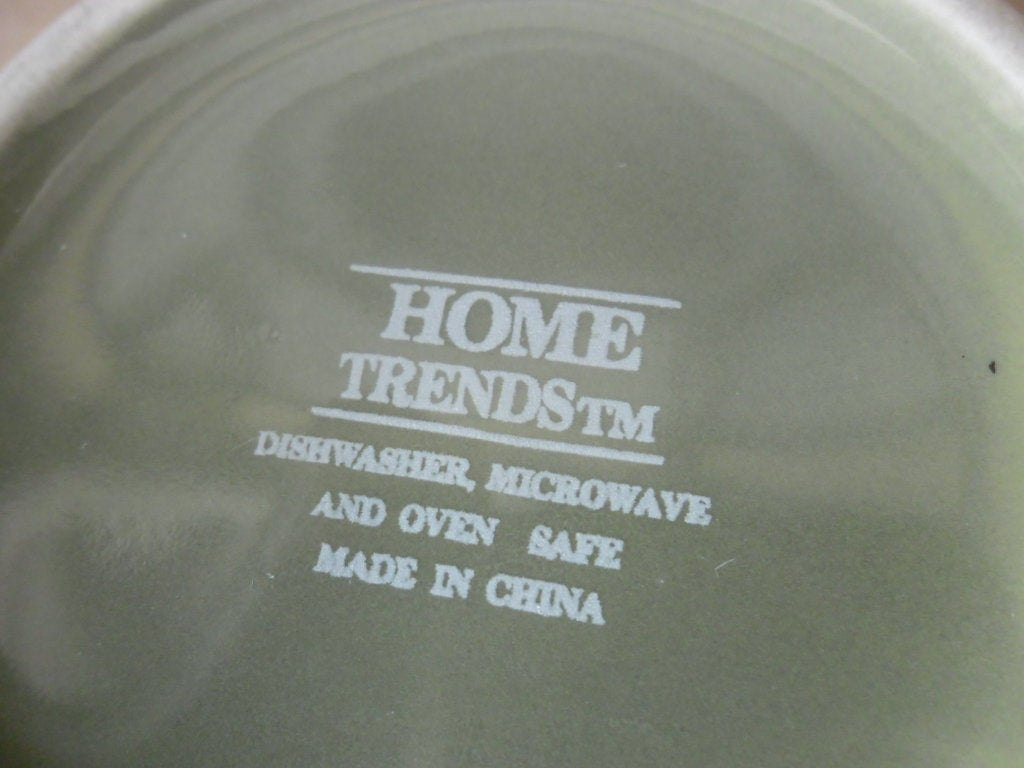 HOME
TRENDSTM
DISHWASHER, MICROWAVE
AND OVEN SAFE
MADE IN CHINA